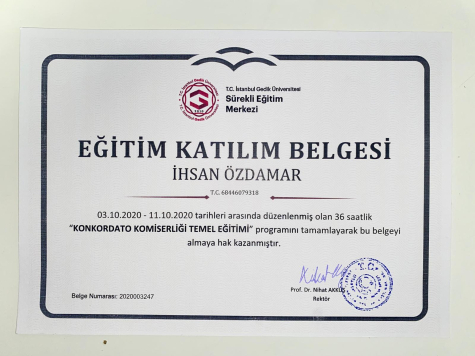 T.C. İstanbul Gedik Üniversitesi
Sürekli Eğitim
Merkezi
EĞİTİM KATILIM BELGESİ
İHSAN ÖZDAMAR
T.C. 68446079318
03.10.2020 - 11.10.2020 tarihleri arasında düzenlenmiş olan 36 saatlik
“KONKORDATO KOMİSERLİĞİ TEMEL EĞİTİMİ” programını tamamlayarak bu belgeyi
almaya hak kazanmıştır.
Prof. Dr. Nihat AKKUŞ
Rektör
Belge Numarası: 2020003247